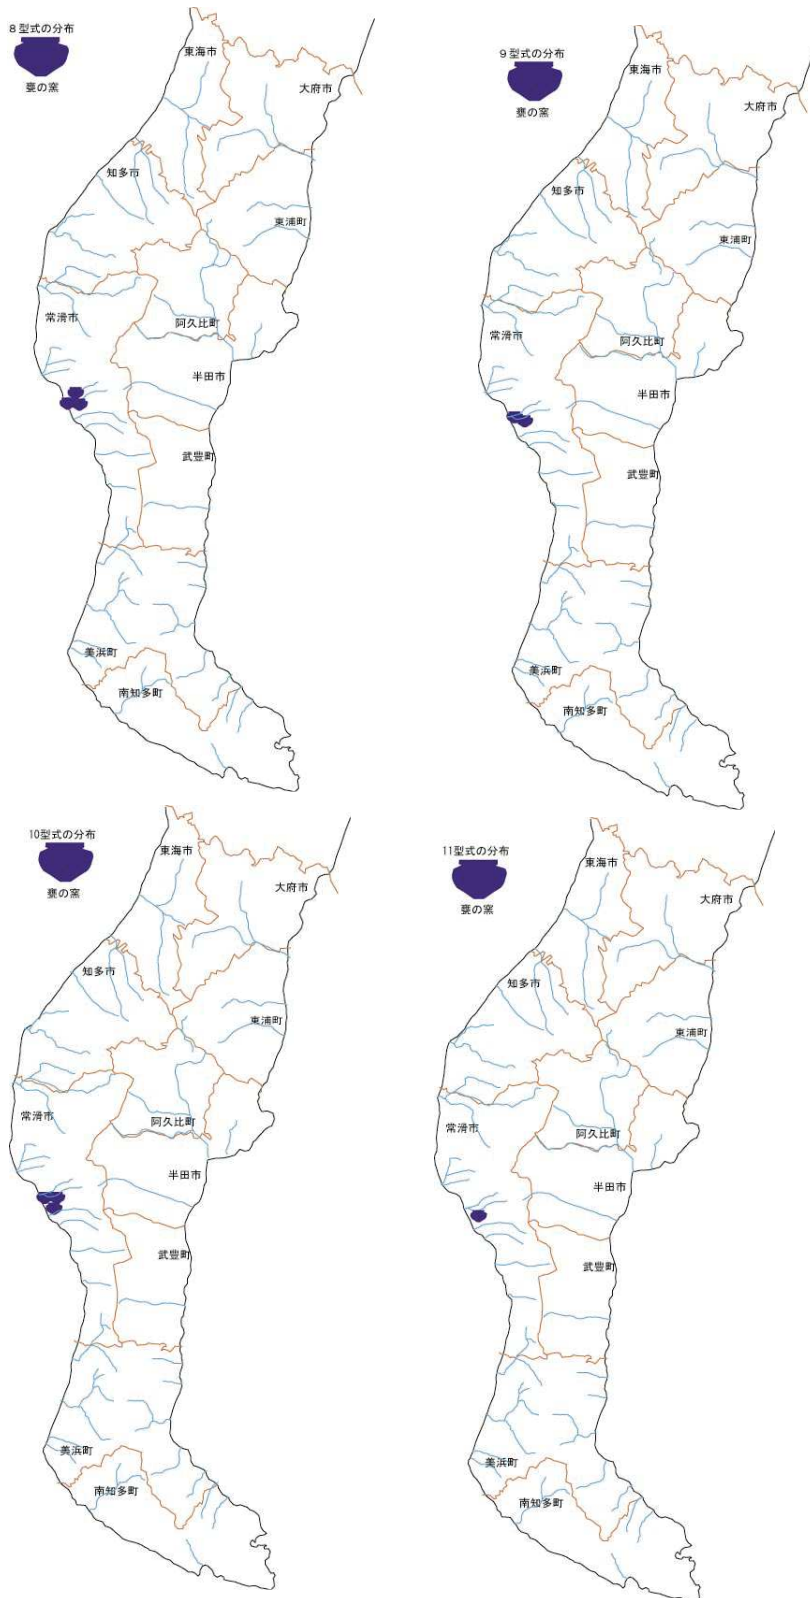 8型式の分布
甕の窯
東海市
大府市
知多市
東浦町
常滑市
阿久比町
半田市
武豊町
美浜町
南知多町
9型式の分布
甕の窯
東海市
大府市
知多市
東浦町
常滑市
阿久比町
半田市
武豊町
美浜町
南知多町
10型式の分布
甕の窯
東海市
大府市
知多市
東浦町
常滑市
阿久比町
半田市
武豊町
美浜町
南知多町
11型式の分布
甕の窯
東海市
大府市
知多市
東浦町
常滑市
阿久比町
半田市
武豊町
美浜町
南知多町